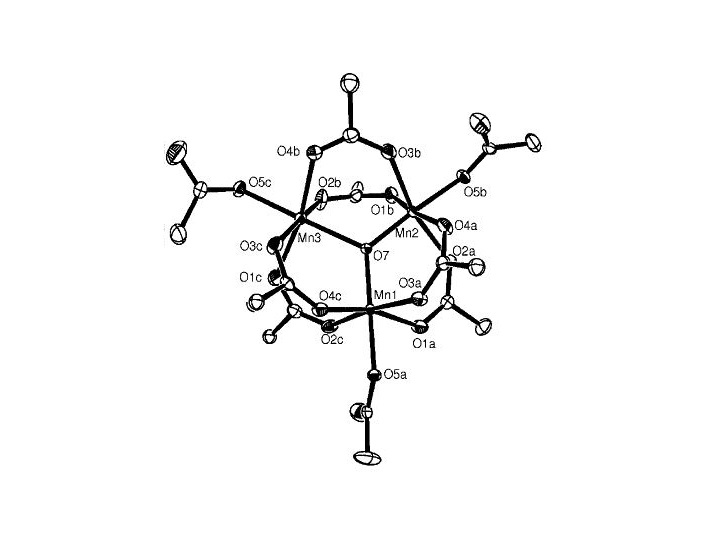 O4b
O3b
O5c
O2b
O5b
O1b
O4a
Mn3
Mn2
O3c
O7
O2a
O1c
O3a
O4c
Mn1
O2c
O1a
O5a